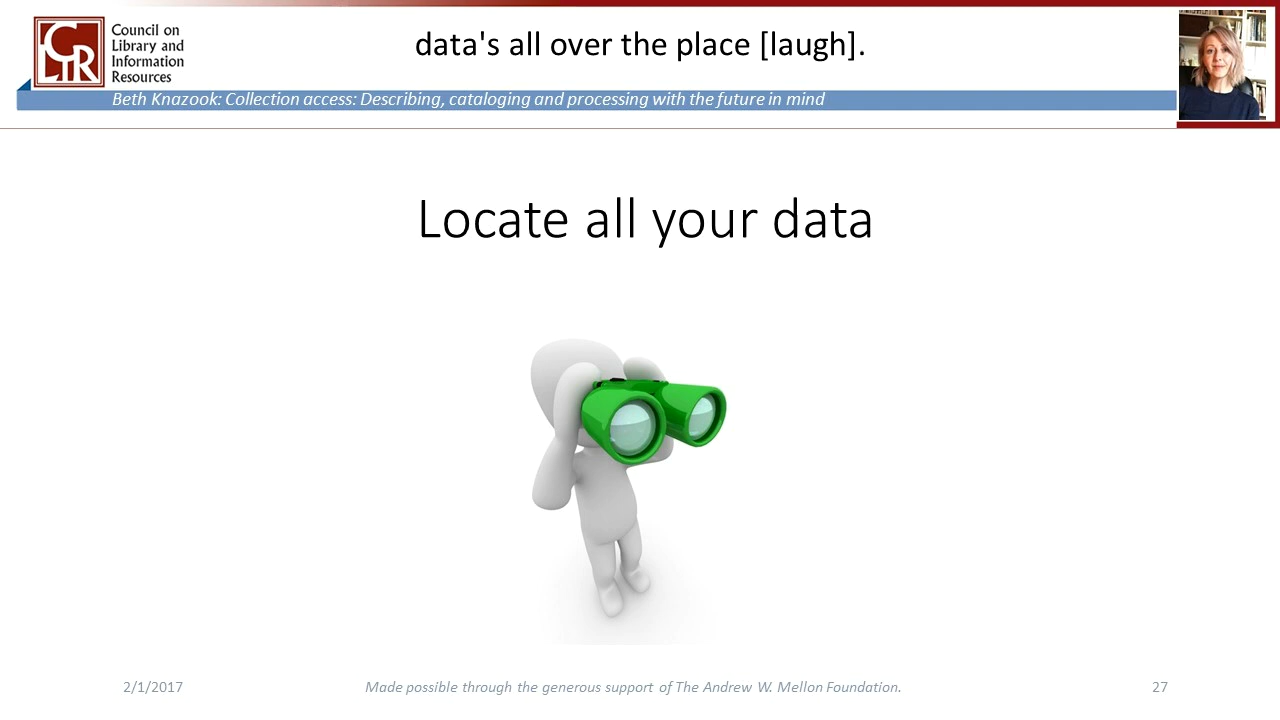 CLIR
Council on
Library and
Information
Resources
data's all over the place [laugh].
Beth Knazook: Collection access: Describing, cataloging and processing with the future in mind
Locate all your data
2/1/2017
Made possible through the generous support of The Andrew W. Mellon Foundation.
27